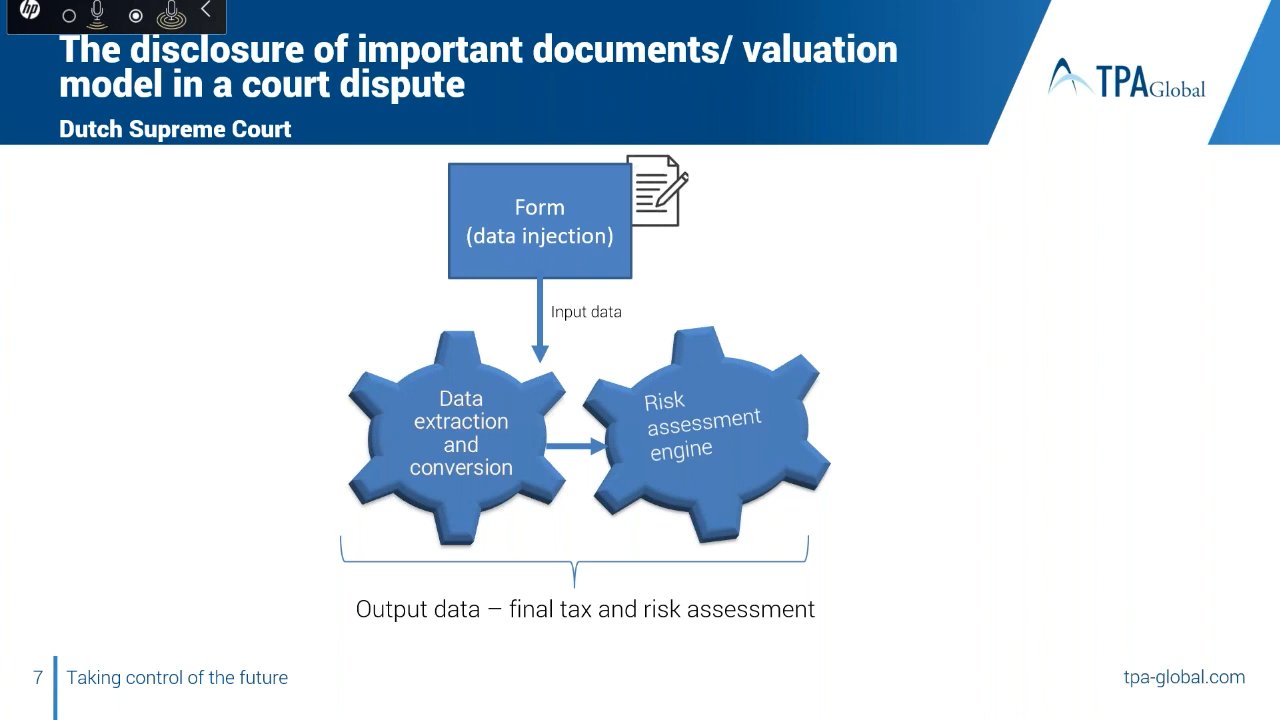 hp
The disclosure of important documents/ valuation
model in a court dispute
Dutch Supreme Court
TPAGlobal
Form
(data injection)
Input data
Data
extraction
and
conversion
Risk
assessment
engine
Output data – final tax and risk assessment
7
Taking control of the future
tpa-global.com